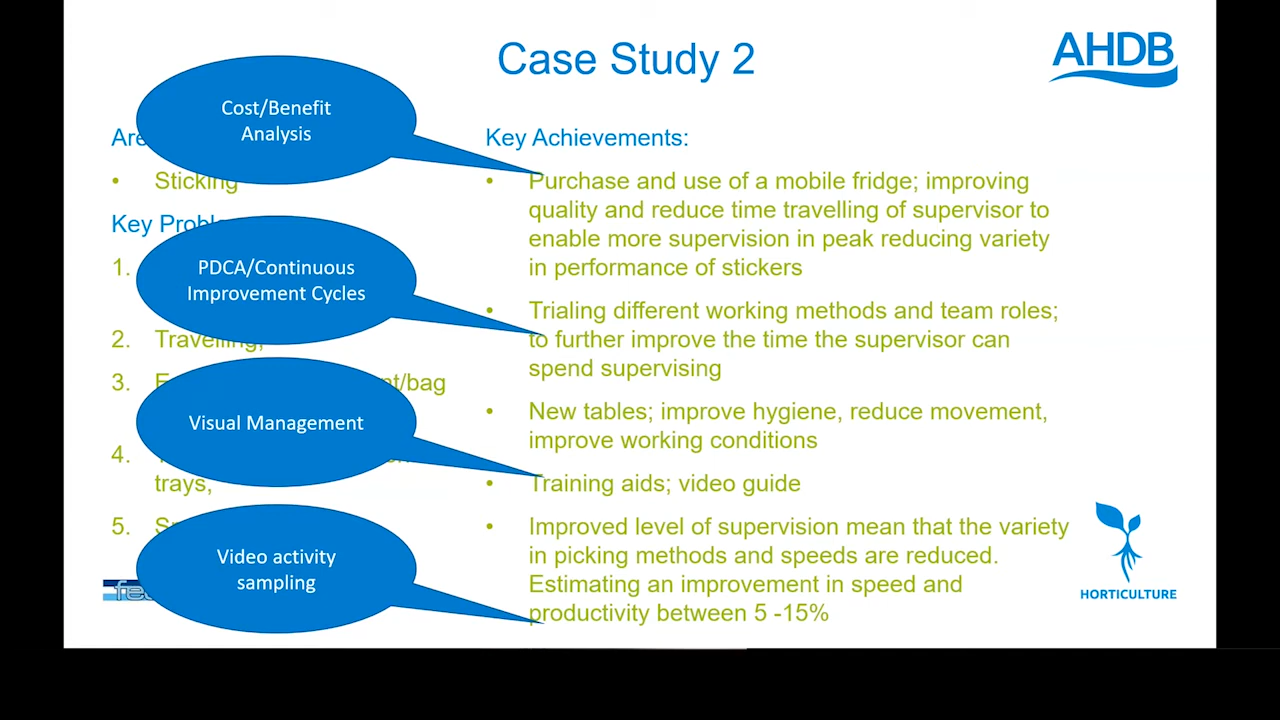 Case Study 2
AHDB
Cost/Benefit
Analysis
Sticking
Key
1.
PDCA/Continuous
Improvement Cycles
2.
3.
/bag
Visual Management
4.
trays,
5.
Video activity
sampling
Key Achievements:
• Purchase and use of a mobile fridge; improving
quality and reduce time travelling of supervisor to
enable more supervision in peak reducing variety
in performance of stickers
• Trialing different working methods and team roles;
to further improve the time the supervisor can
spend supervising
• New tables; improve hygiene, reduce movement,
improve working conditions
• Training aids; video guide
• Improved level of supervision mean that the variety
in picking methods and speeds are reduced.
Estimating an improvement in speed and
productivity between 5 -15%
HORTICULTURE